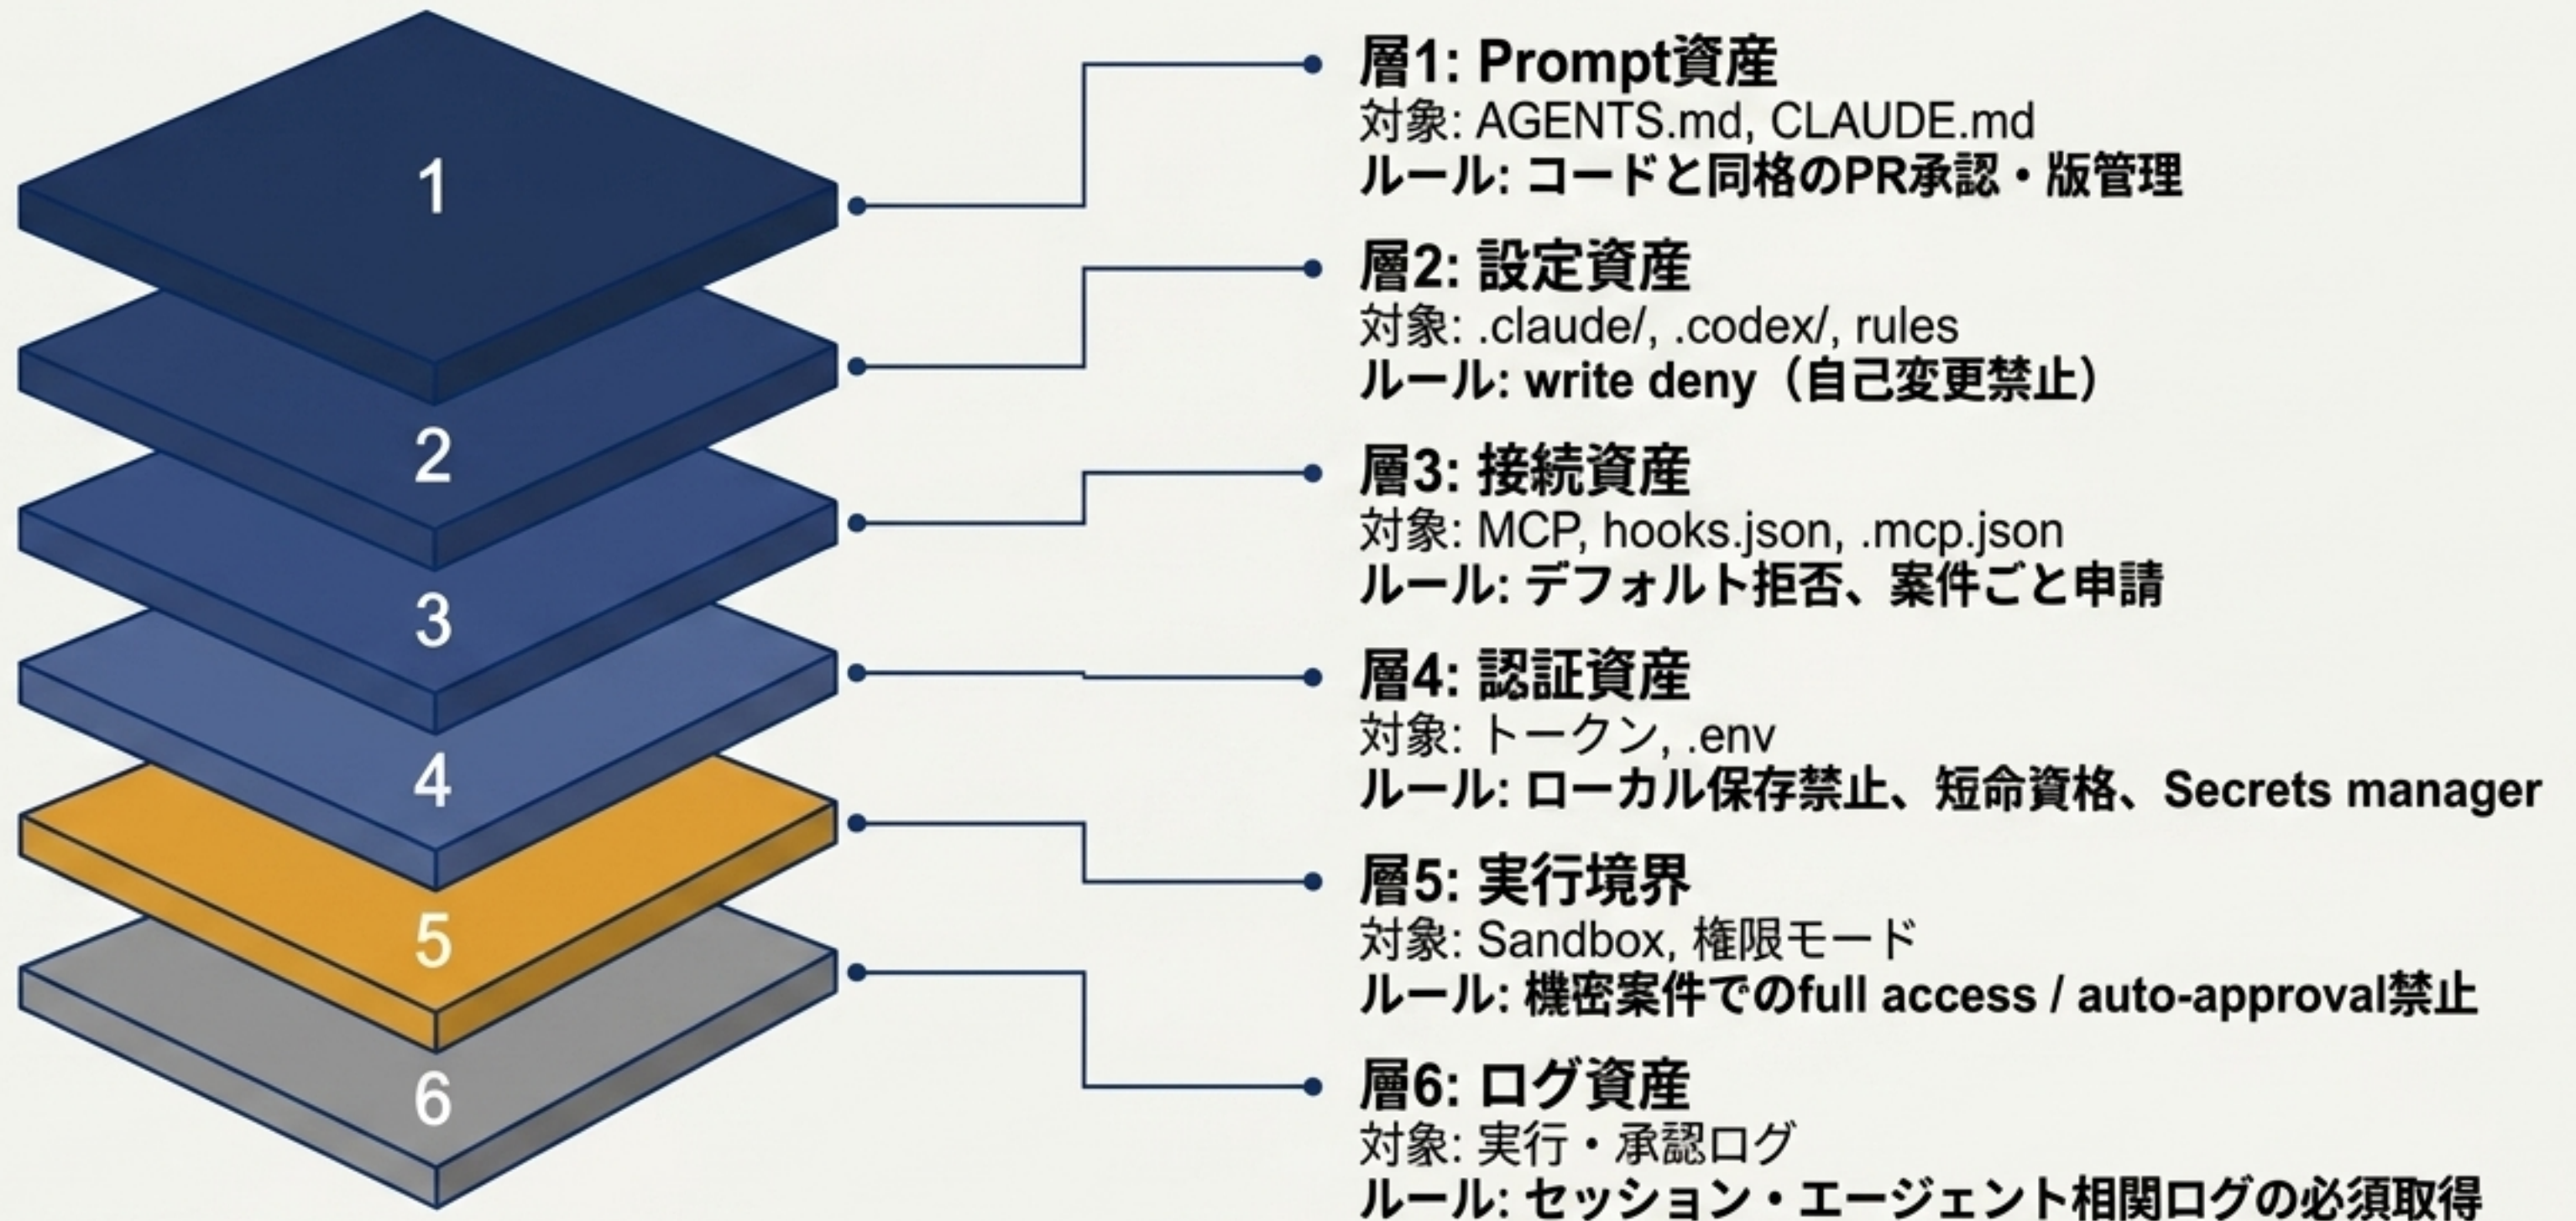 1
2
3
4
5
6
層1: Prompt資産
対象: AGENTS.md, CLAUDE.md
ルール: コードと同格のPR承認・版管理
層2: 設定資産
対象: .claude/, .codex/, rules
ルール: write deny（自己変更禁止）
層3: 接続資産
対象: MCP, hooks.json, .mcp.json
ルール: デフォルト拒否、案件ごと申請
層4: 認証資産
対象: トークン, .env
ルール: ローカル保存禁止、短命資格、Secrets manager
層5: 実行境界
対象: Sandbox, 権限モード
ルール: 機密案件でのfull access / auto-approval禁止
層6: ログ資産
対象: 実行・承認ログ
ルール: セッション・エージェント相関ログの必須取得